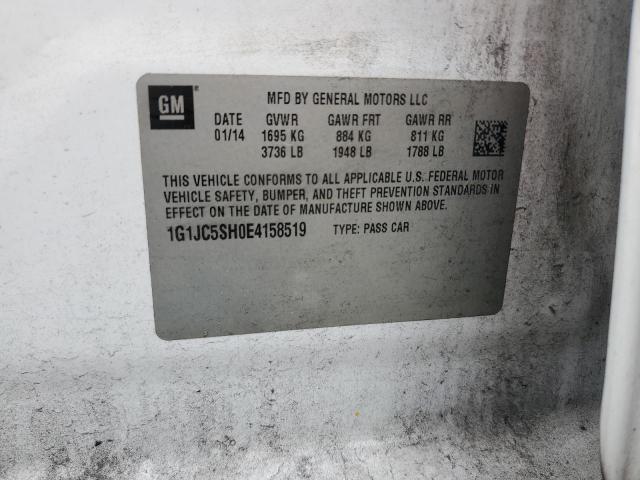 GM ®
MFD BY GENERAL MOTORS LLC
DATE GVWR GAWR FRT GAWR RR
01/14 1695 KG 884 KG 811 KG
3736 LB 1948 LB 1788 LB
THIS VEHICLE CONFORMS TO ALL APPLICABLE U.S. FEDERAL MOTOR
VEHICLE SAFETY, BUMPER, AND THEFT PREVENTION STANDARDS IN
EFFECT ON THE DATE OF MANUFACTURE SHOWN ABOVE.
1G1JC5SH0E4158519 TYPE: PASS CAR